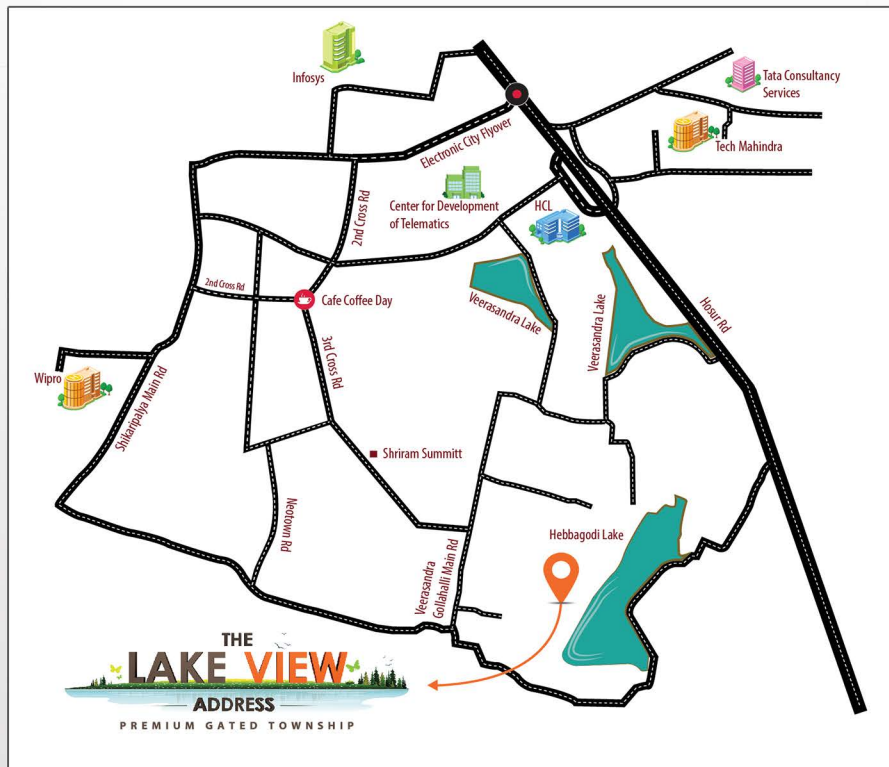 Infosys
Tata Consultancy
Services
Electronic City Flyover
Tech Mahindra
Center for Development
of Telematics
2nd Cross Rd
HCL
2nd Cross Rd
Cafe Coffee Day
Veerasandra Lake
Veerasandra Lake
Hosur Rd
3rd Cross Rd
Wipro
Shikaripalya Main Rd
Shriram Summitt
Neotown Rd
Hebbagodi Lake
Veerasandra
Gollahalli Main Rd
THE
LAKE VIEW
ADDRESS
PREMIUM GATED TOWNSHIP